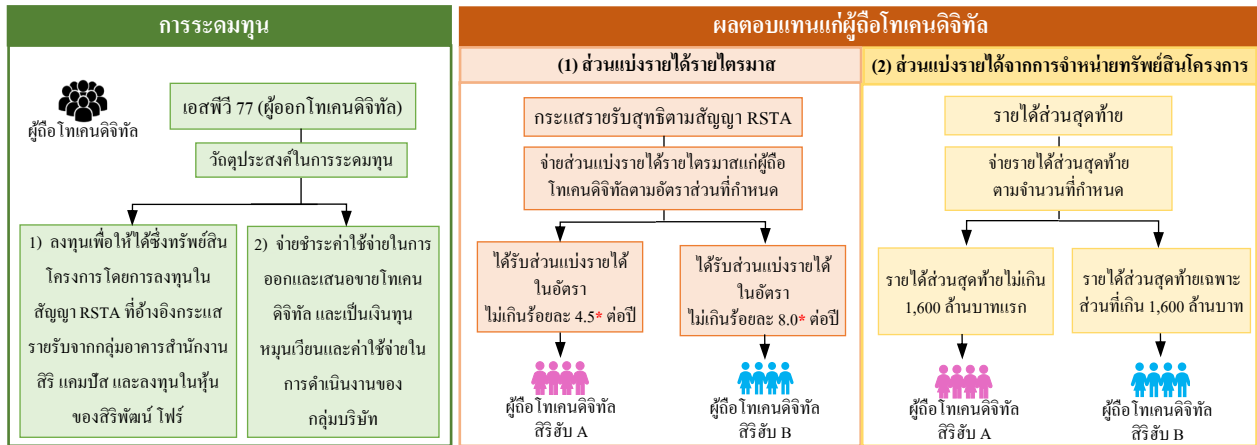 การระดมทุน
ผู้ถือโทเคนดิจิทัล
เอสพีวี 77 (ผู้ออกโทเคนดิจิทัล)
วัตถุประสงค์ในการระดมทุน
1) ลงทุนเพื่อให้ได้ซึ่งทรัพย์สิน
โครงการโดยการลงทุนใน
สัญญา RSTA ที่อ้างอิงกระแส
รายรับจากกลุ่มอาคารสำนักงาน
สิริ แคมปัส และลงทุนในหุ้น
ของสิริพัฒน์ โฟร์
2) จ่ายชำระค่าใช้จ่ายในการ
ออกและเสนอขายโทเคน
ดิจิทัล และเป็นเงินทุน
หมุนเวียนและค่าใช้จ่ายใน
การดำเนินงานของ
กลุ่มบริษัท
ผลตอบแทนแก่ผู้ถือโทเคนดิจิทัล
(1) ส่วนแบ่งรายได้รายไตรมาส
กระแสรายรับสุทธิตามสัญญา RSTA
จ่ายส่วนแบ่งรายได้รายไตรมาสแก่ผู้ถือ
โทเคนดิจิทัลตามอัตราส่วนที่กำหนด
ได้รับส่วนแบ่งรายได้
ในอัตรา
ไม่เกินร้อยละ 4.5* ต่อปี
ผู้ถือโทเคนดิจิทัล
สิริฮับ A
ได้รับส่วนแบ่งรายได้
ในอัตรา
ไม่เกินร้อยละ 8.0* ต่อปี
ผู้ถือโทเคนดิจิทัล
สิริฮับ B
(2) ส่วนแบ่งรายได้จากการจำหน่ายทรัพย์สินโครงการ
รายได้ส่วนสุดท้าย
จ่ายรายได้ส่วนสุดท้าย
ตามจำนวนที่กำหนด
รายได้ส่วนสุดท้ายไม่เกิน
1,600 ล้านบาทแรก
ผู้ถือโทเคนดิจิทัล
สิริฮับ A
รายได้ส่วนสุดท้ายเฉพาะ
ส่วนที่เกิน 1,600 ล้านบาท
ผู้ถือโทเคนดิจิทัล
สิริฮับ B